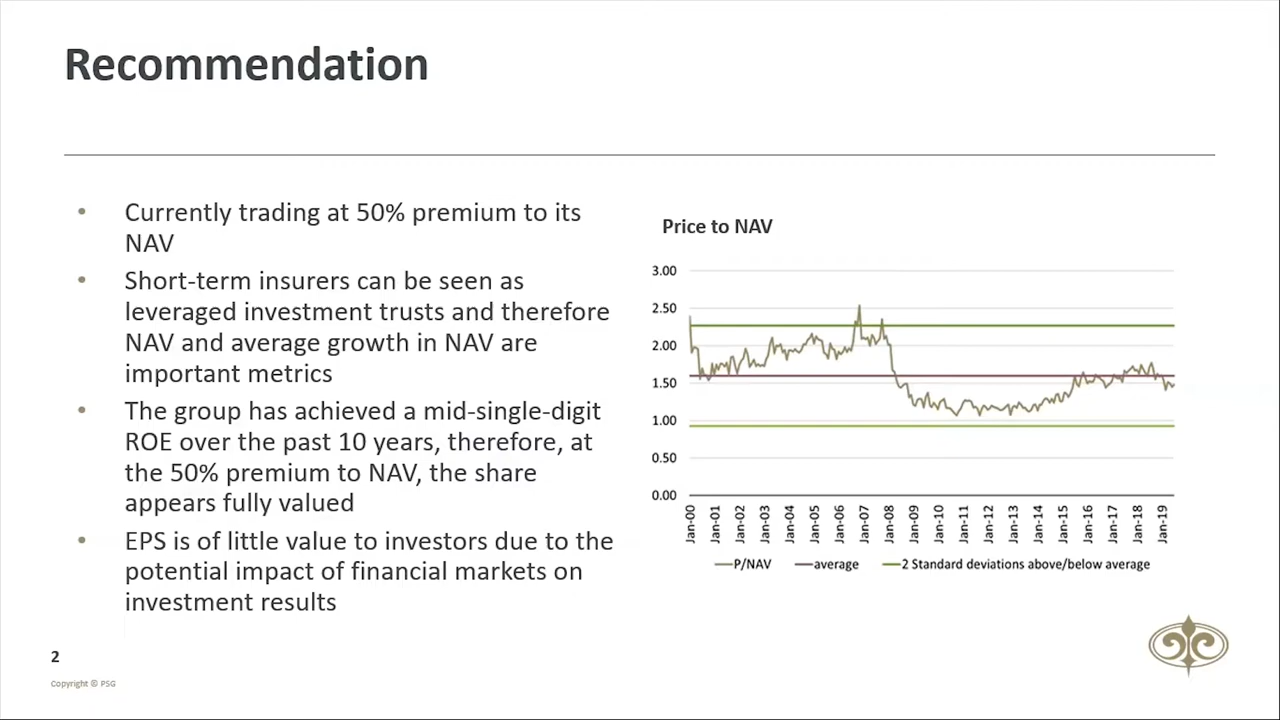 Recommendation
• Currently trading at 50% premium to its
NAV
• Short-term insurers can be seen as
leveraged investment trusts and therefore
NAV and average growth in NAV are
important metrics
• The group has achieved a mid-single-digit
ROE over the past 10 years, therefore, at
the 50% premium to NAV, the share
appears fully valued
• EPS is of little value to investors due to the
potential impact of financial markets on
investment results
Price to NAV
3.00
2.50
2.00
1.50
1.00
0.50
0.00
Jan-00 Jan-01 Jan-02 Jan-03 Jan-04 Jan-05 Jan-06 Jan-07 Jan-08 Jan-09 Jan-10 Jan-11 Jan-12 Jan-13 Jan-14 Jan-15 Jan-16 Jan-17 Jan-18 Jan-19
P/NAV average 2 Standard deviations above/below average
2
Copyright © PSG